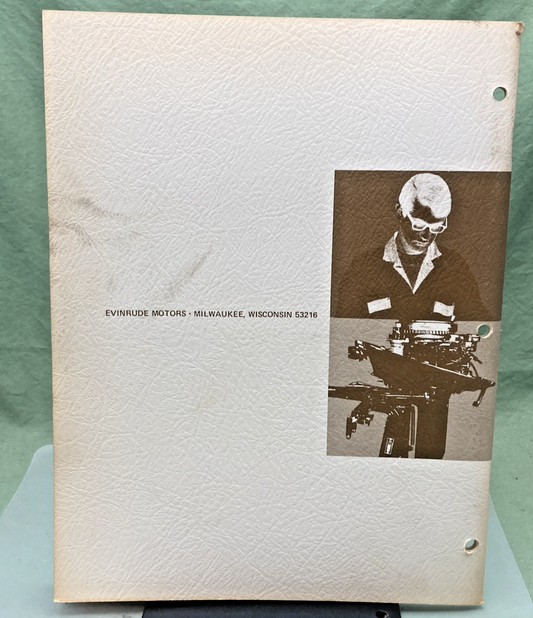 EVINRUDE MOTORS • MILWAUKEE, WISCONSIN 53216